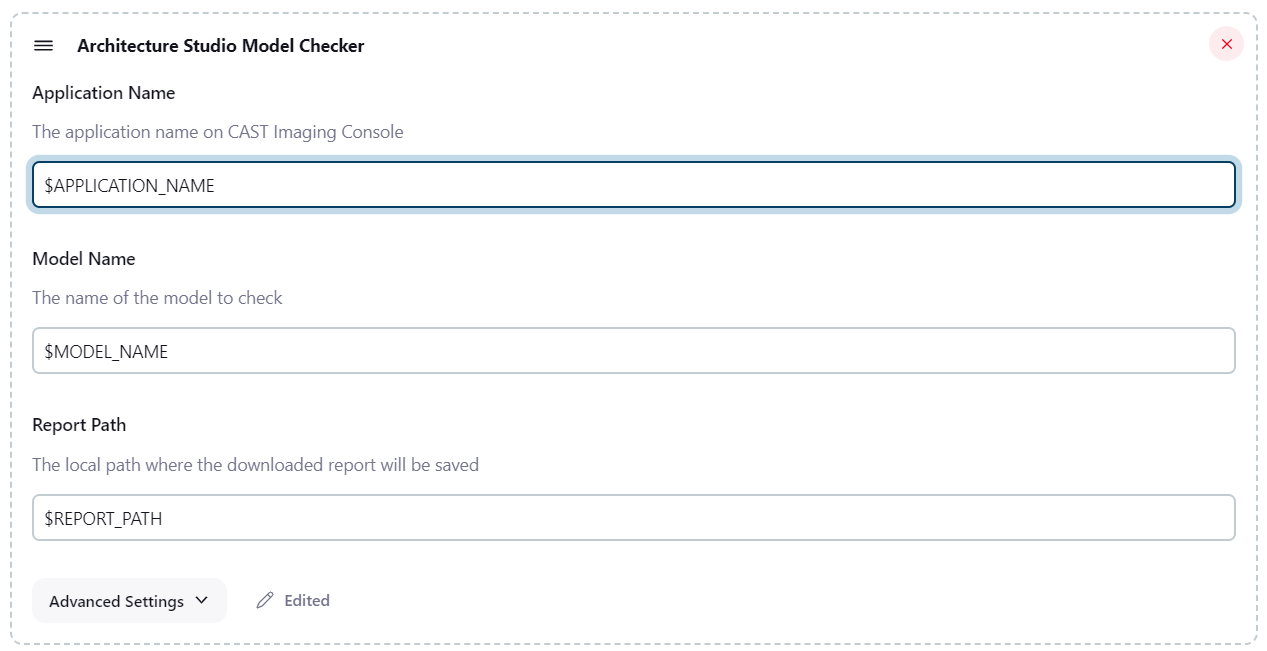 Architecture Studio Model Checker
Application Name
The application name on CAST Imaging Console
$APPLICATION_NAME
Model Name
The name of the model to check
$MODEL_NAME
Report Path
The local path where the downloaded report will be saved
$REPORT_PATH
Advanced Settings
Edited